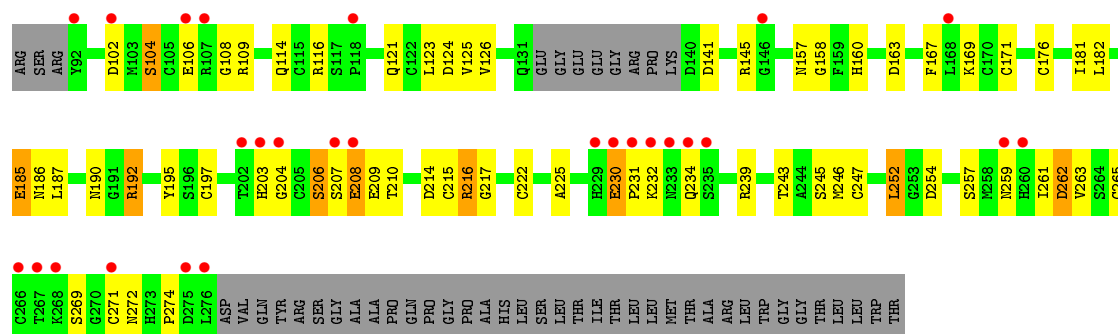 ARG SER ARG Y92 D102 M103 S104 C105 E106 R107 G108 R109 Q114 C115 R116 S117 P118 Q121 C122 L123 D124 V125 V126 Q131 GLU GLY GLU GLU GLY ARG PRO LYS D140 D141 R145 G146 N157 G158 F159 H160 D163 F167 L168 K169 C170 C171 C176 I181 L182
E185 N186 L187 N190 G191 R192 Y195 S196 C197 T202 H203 G204 C205 S206 S207 E208 E209 T210 D214 C215 R216 G217 C222 A225 H229 E230 P231 K232 N233 Q234 S235 R239 T243 A244 S245 M246 C247 L252 G253 D254 S257 M258 N259 H260 I261 D262 V263 S264 C265
C266 T267 K268 S269 G270 C271 N272 H273 P274 D275 L276 ASP VAL GLN TYR ARG SER GLY ALA ALA PRO GLN PRO GLY PRO ALA HIS LEU SER LEU THR ILE THR LEU LEU MET THR ALA ARG LEU TRP GLY GLY THR LEU LEU TRP THR